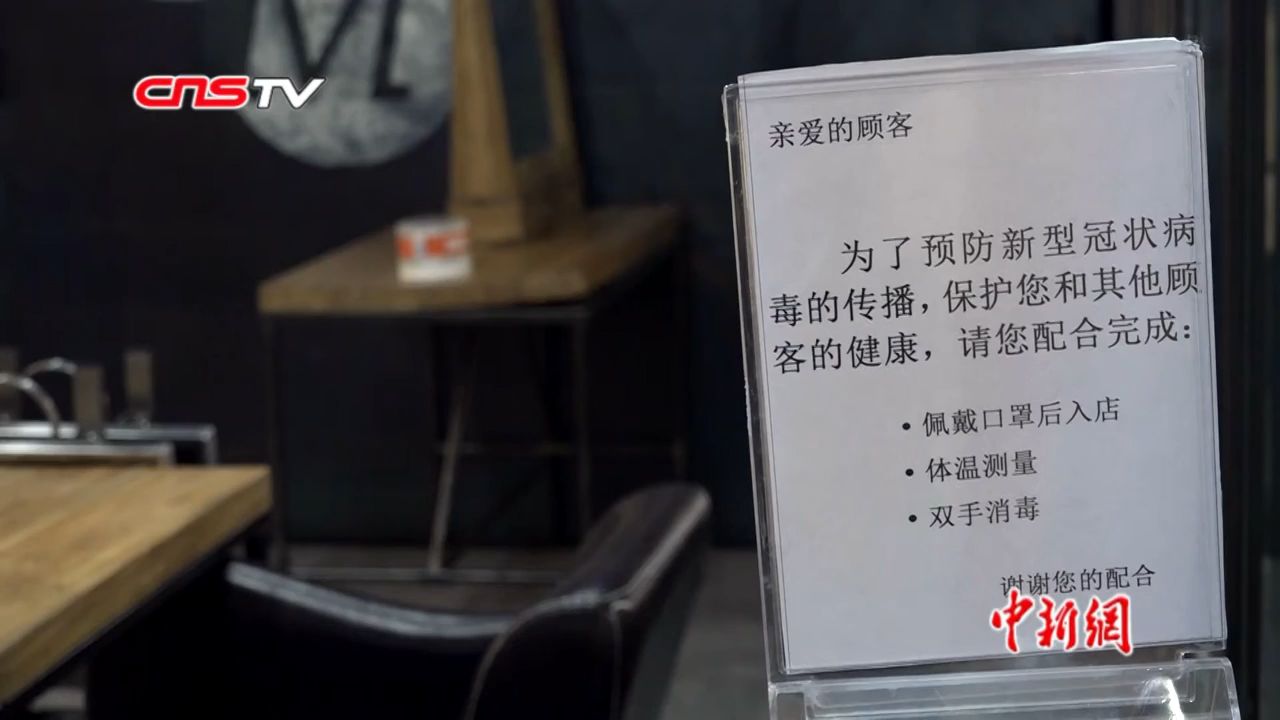 CNSTV
亲爱的顾客
为了预防新型冠状病
毒的传播，保护您和其他顾
客的健康，请您配合完成：
• 佩戴口罩后入店
• 体温测量
• 双手消毒
谢谢您的配合
中新網